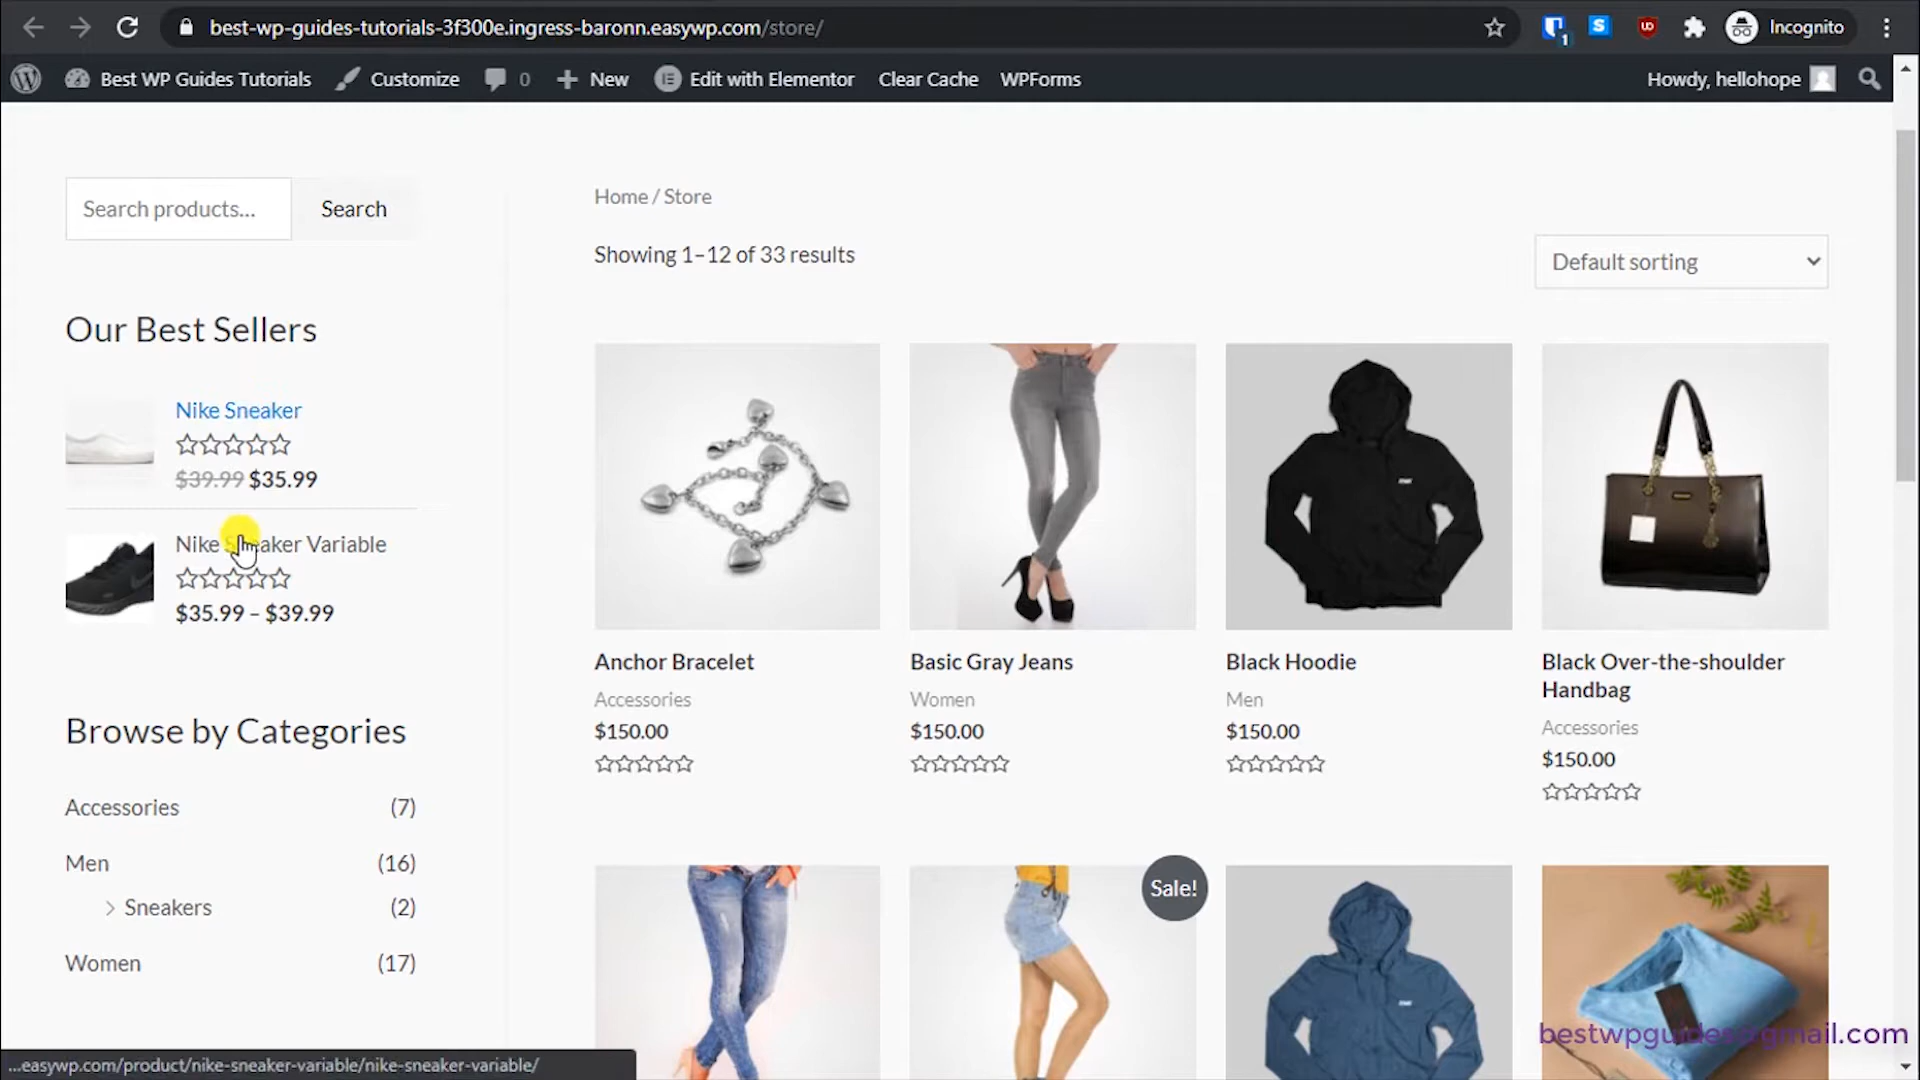 best-wp-guides-tutorials-3f300e.ingress-baronn.easywp.com/store/
1
Incognito
Best WP Guides Tutorials
Customize
0
New
Edit with Elementor
Clear Cache
WPForms
Howdy, hellohope
Search products...
Search
Our Best Sellers
Nike Sneaker
$39.99 $35.99
Nike Sneaker Variable
$35.99 – $39.99
Browse by Categories
Accessories (7)
Men (16)
Sneakers (2)
Women (17)
Home / Store
Showing 1–12 of 33 results
Default sorting
Anchor Bracelet
Accessories
$150.00
Basic Gray Jeans
Women
$150.00
Black Hoodie
Men
$150.00
Black Over-the-shoulder
Handbag
Accessories
$150.00
Sale!
bestwpguides@gmail.com
...easywp.com/product/nike-sneaker-variable/nike-sneaker-variable/